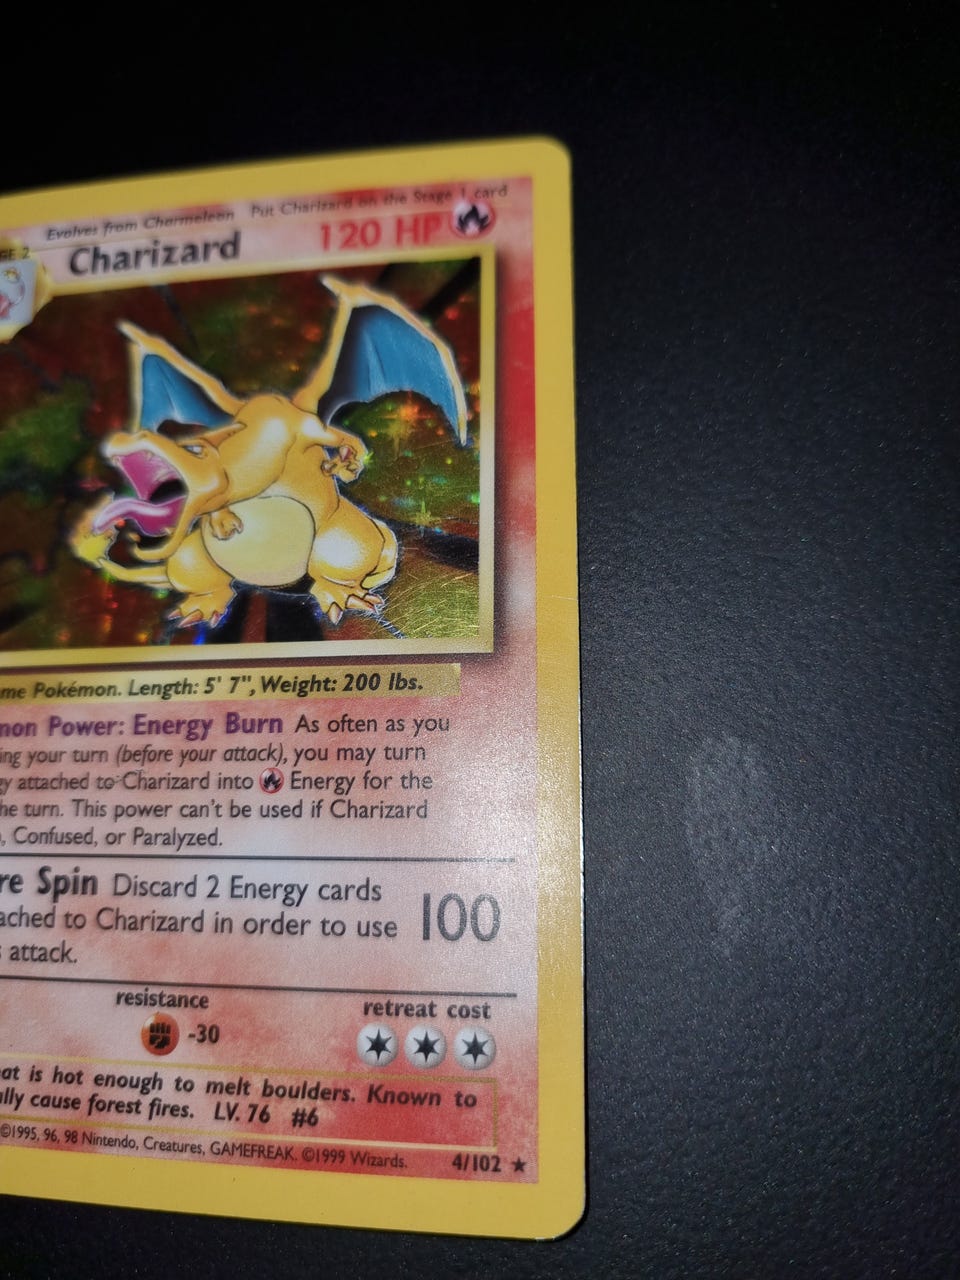 Evolves from Charmeleon Put Charizard on the Stage 1 card
GE 2
Charizard 120 HP
me Pokémon. Length: 5' 7", Weight: 200 lbs.
mon Power: Energy Burn As often as you
ing your turn (before your attack), you may turn
gy attached to Charizard into Energy for the
he turn. This power can't be used if Charizard
, Confused, or Paralyzed.
re Spin Discard 2 Energy cards
ached to Charizard in order to use
s attack.
100
resistance
-30
retreat cost
at is hot enough to melt boulders. Known to
ally cause forest fires. LV. 76 #6
©1995, 96, 98 Nintendo, Creatures, GAMEFREAK. ©1999 Wizards.
4/102 ★